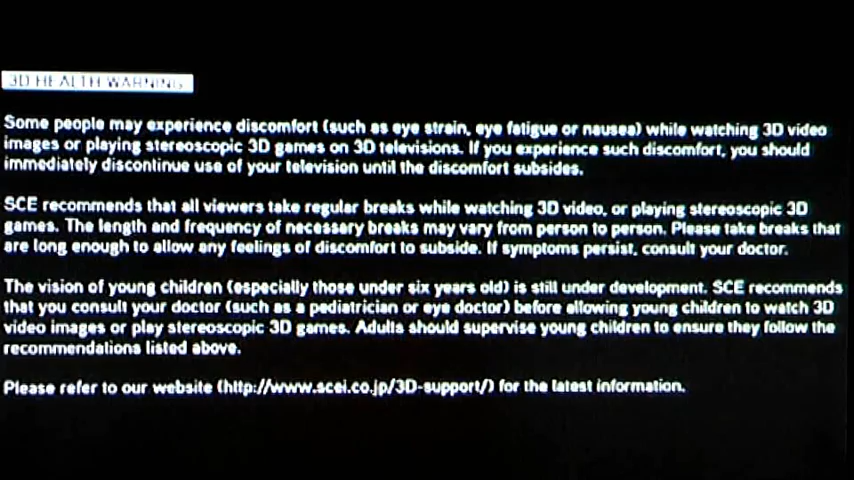 3D HEALTH WARNING
Some people may experience discomfort (such as eye strain, eye fatigue or nausea) while watching 3D video
images or playing stereoscopic 3D games on 3D televisions. If you experience such discomfort, you should
immediately discontinue use of your television until the discomfort subsides.
SCE recommends that all viewers take regular breaks while watching 3D video, or playing stereoscopic 3D
games. The length and frequency of necessary breaks may vary from person to person. Please take breaks that
are long enough to allow any feelings of discomfort to subside. If symptoms persist, consult your doctor.
The vision of young children (especially those under six years old) is still under development. SCE recommends
that you consult your doctor (such as a pediatrician or eye doctor) before allowing young children to watch 3D
video images or play stereoscopic 3D games. Adults should supervise young children to ensure they follow the
recommendations listed above.
Please refer to our website (http://www.scei.co.jp/3D-support/) for the latest information.